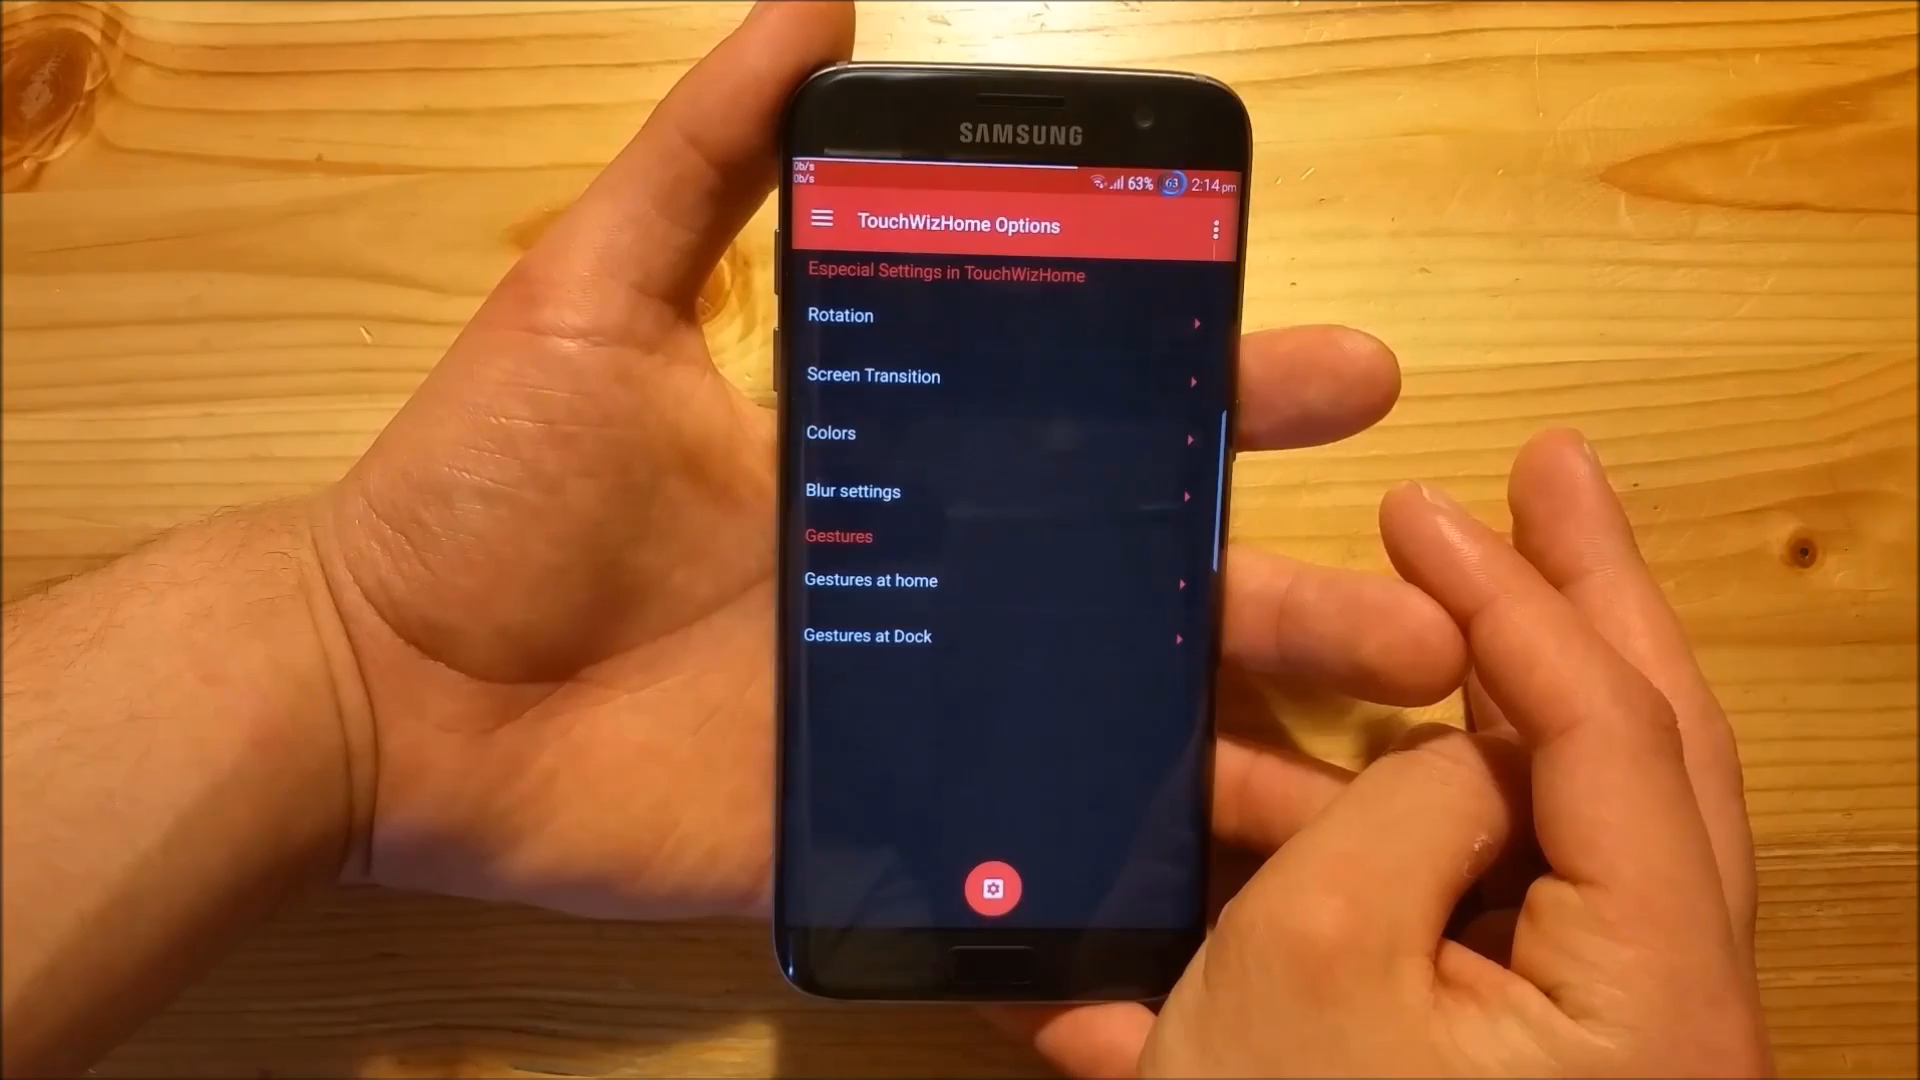 SAMSUNG
0b/s
0b/s
63% 63 2:14 pm
TouchWizHome Options
Especial Settings in TouchWizHome
Rotation
Screen Transition
Colors
Blur settings
Gestures
Gestures at home
Gestures at Dock